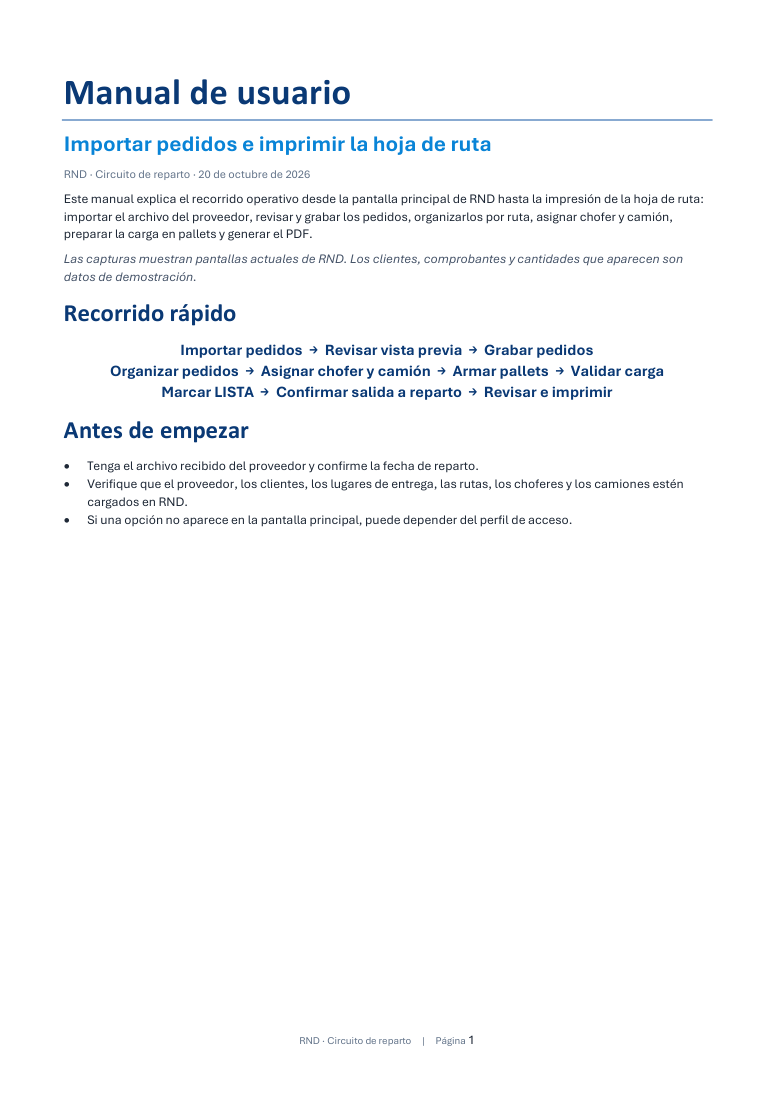 Manual de usuario
Importar pedidos e imprimir la hoja de ruta
RND · Circuito de reparto · 20 de octubre de 2026
Este manual explica el recorrido operativo desde la pantalla principal de RND hasta la impresión de la hoja de ruta:
importar el archivo del proveedor, revisar y grabar los pedidos, organizarlos por ruta, asignar chofer y camión,
preparar la carga en pallets y generar el PDF.
Las capturas muestran pantallas actuales de RND. Los clientes, comprobantes y cantidades que aparecen son
datos de demostración.
Recorrido rápido
Importar pedidos → Revisar vista previa → Grabar pedidos
Organizar pedidos → Asignar chofer y camión → Armar pallets → Validar carga
Marcar LISTA → Confirmar salida a reparto → Revisar e imprimir
Antes de empezar
• Tenga el archivo recibido del proveedor y confirme la fecha de reparto.
• Verifique que el proveedor, los clientes, los lugares de entrega, las rutas, los choferes y los camiones estén
cargados en RND.
• Si una opción no aparece en la pantalla principal, puede depender del perfil de acceso.
RND · Circuito de reparto | Página 1